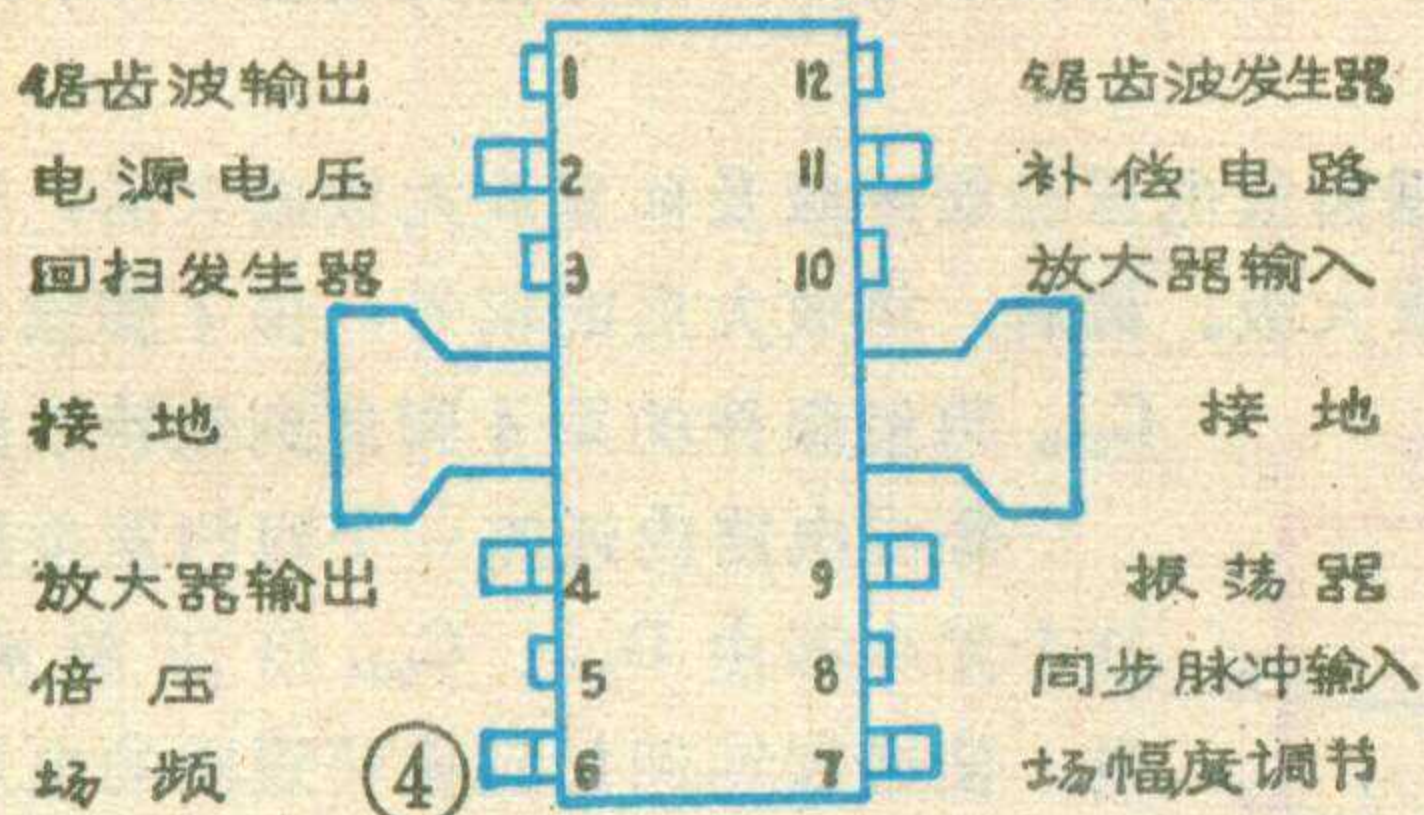 锯齿波输出 1 12 锯齿波发生器
电源电压 2 11 补偿电路
回扫发生器 3 10 放大器输入
接地 接地
放大器输出 4 9 振荡器
倍压 5 8 同步脉冲输入
场频 ④ 6 7 场幅度调节